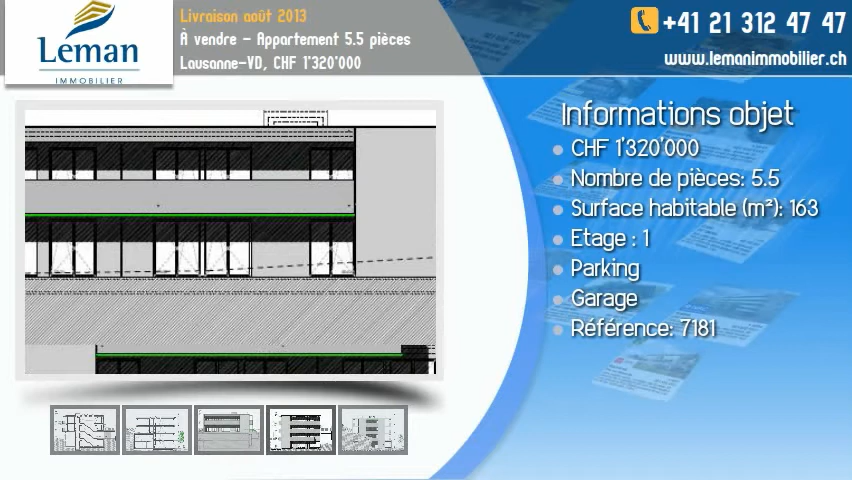 Leman
IMMOBILIER
Livraison août 2013
À vendre - Appartement 5.5 pièces
Lausanne-VD, CHF 1'320'000
+41 21 312 47 47
www.lemanimmobilier.ch
Informations objet
CHF 1'320'000
Nombre de pièces: 5.5
Surface habitable (m²): 163
Etage : 1
Parking
Garage
Référence: 7181